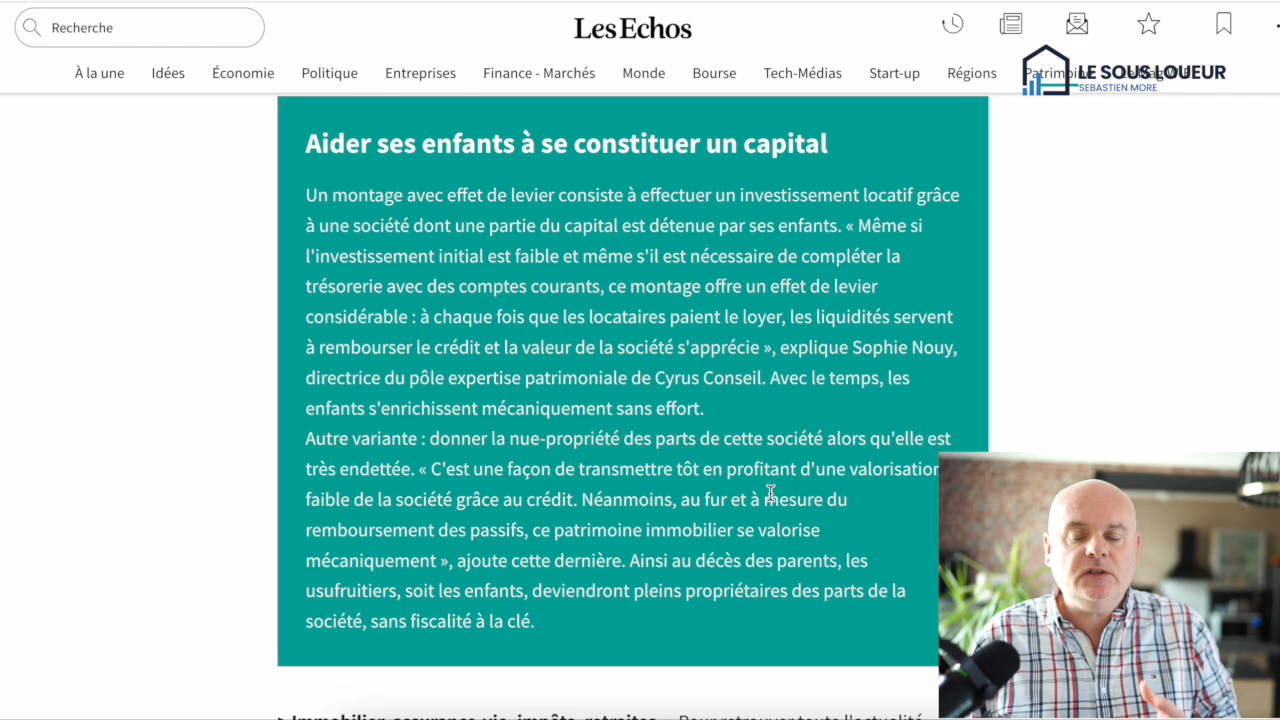 Recherche
Les Echos
À la une Idées Économie Politique Entreprises Finance - Marchés Monde Bourse Tech-Médias Start-up Régions Patrimoine
LE SOUS LOUEUR
SEBASTIEN MORE
Aider ses enfants à se constituer un capital
Un montage avec effet de levier consiste à effectuer un investissement locatif grâce
à une société dont une partie du capital est détenue par ses enfants. « Même si
l'investissement initial est faible et même s'il est nécessaire de compléter la
trésorerie avec des comptes courants, ce montage offre un effet de levier
considérable : à chaque fois que les locataires paient le loyer, les liquidités servent
à rembourser le crédit et la valeur de la société s'apprécie », explique Sophie Nouy,
directrice du pôle expertise patrimoniale de Cyrus Conseil. Avec le temps, les
enfants s'enrichissent mécaniquement sans effort.
Autre variante : donner la nue-propriété des parts de cette société alors qu'elle est
très endettée. « C'est une façon de transmettre tôt en profitant d'une valorisation
faible de la société grâce au crédit. Néanmoins, au fur et à mesure du
remboursement des passifs, ce patrimoine immobilier se valorise
mécaniquement », ajoute cette dernière. Ainsi au décès des parents, les
usufruitiers, soit les enfants, deviendront pleins propriétaires des parts de la
société, sans fiscalité à la clé.